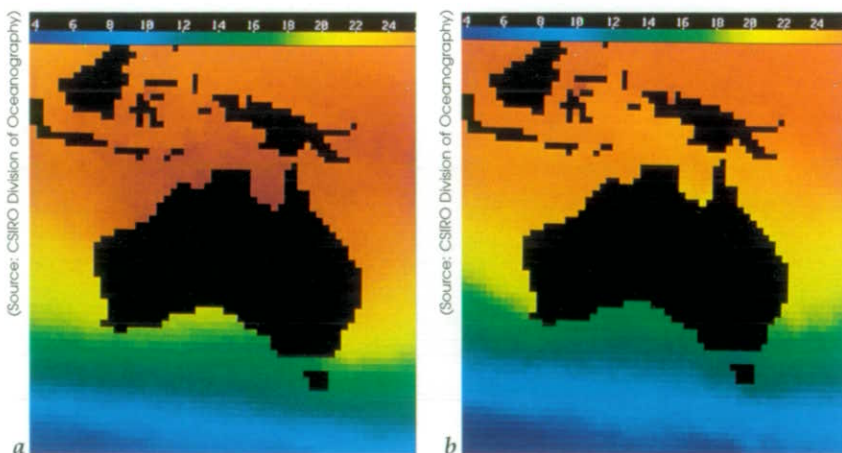 4 6 8 10 12 14 16 18 20 22 24
(Source: CSIRO Division of Oceanography)
a
4 6 8 10 12 14 16 18 20 22 24
(Source: CSIRO Division of Oceanography)
b